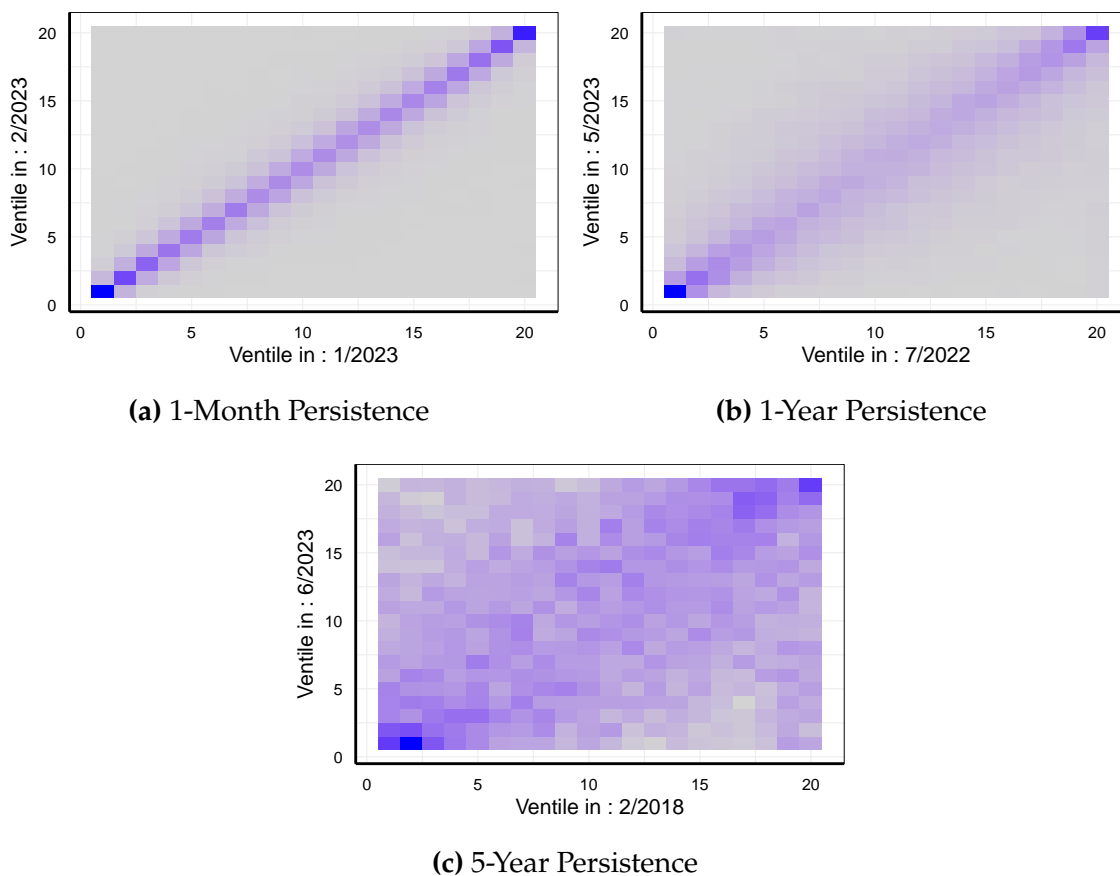 20
15
10
5
0
Ventile in : 2/2023
0 5 10 15 20
Ventile in : 1/2023
(a) 1-Month Persistence
20
15
10
5
0
Ventile in : 5/2023
0 5 10 15 20
Ventile in : 7/2022
(b) 1-Year Persistence
20
15
10
5
0
Ventile in : 6/2023
0 5 10 15 20
Ventile in : 2/2018
(c) 5-Year Persistence